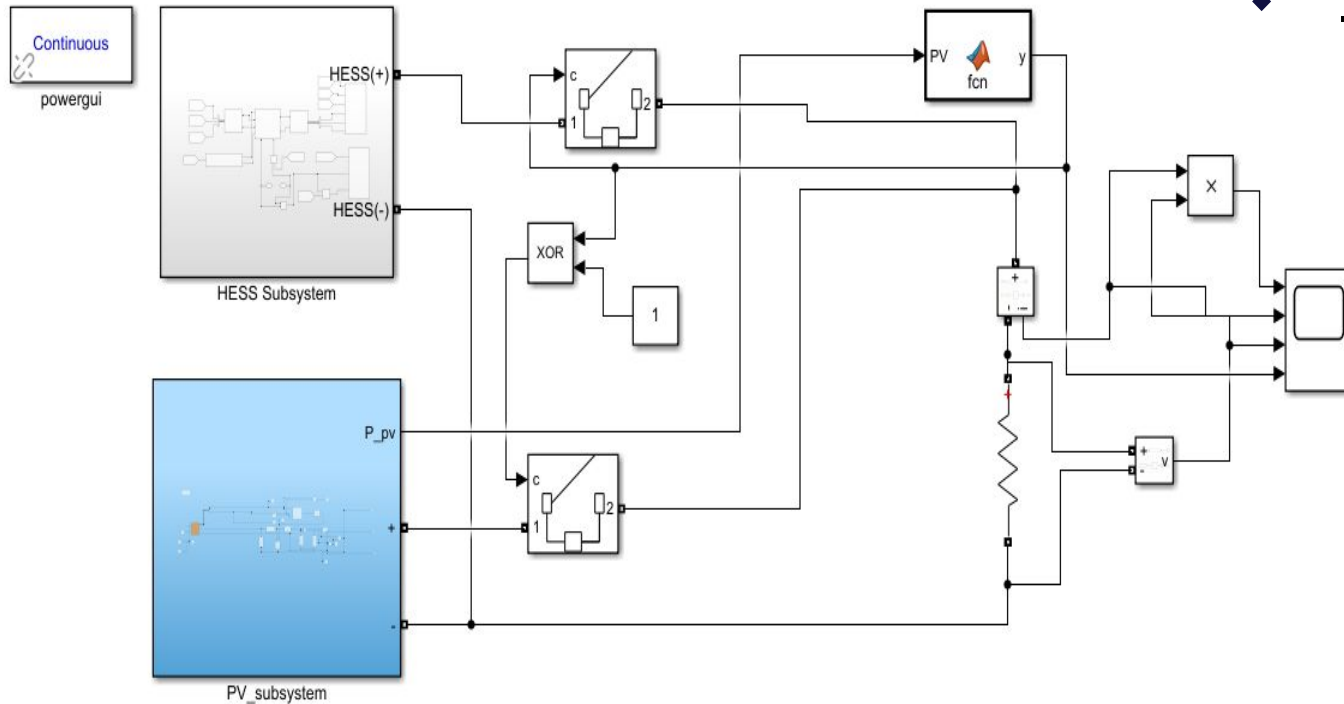 Continuous
powergui
HESS(+)
HESS(-)
HESS Subsystem
c
1
2
PV
y
fcn
XOR
1
X
+
-
+
-
v
+
P_pv
+
-
c
1
2
PV_subsystem